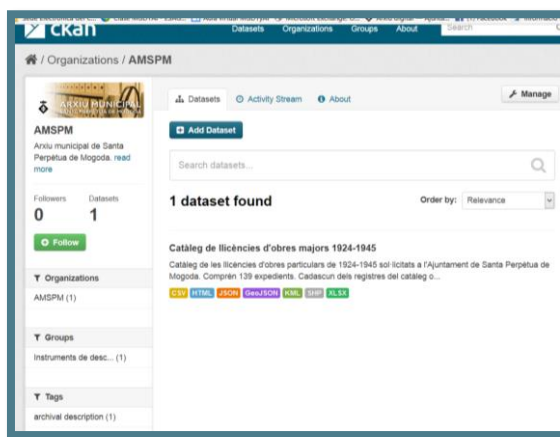 ckan
Datasets Organizations Groups About Search
/ Organizations / AMSPM
ARXIU MUNICIPAL
AMSPM
Arxiu municipal de Santa
Perpètua de Mogoda. read
more
Followers Datasets
0 1
Follow
Organizations
AMSPM (1)
Groups
Instruments de desc... (1)
Tags
archival description (1)
Datasets Activity Stream About Manage
Add Dataset
Search datasets...
1 dataset found Order by: Relevance
Catàleg de llicències d'obres majors 1924-1945
Catàleg de les llicències d'obres particulars de 1924-1945 sol·licitats a l'Ajuntament de Santa Perpètua de
Mogoda. Comprèn 139 expedients. Cadascun dels registres del catàleg o...
CSV HTML JSON GeoJSON KML SHP XLSX